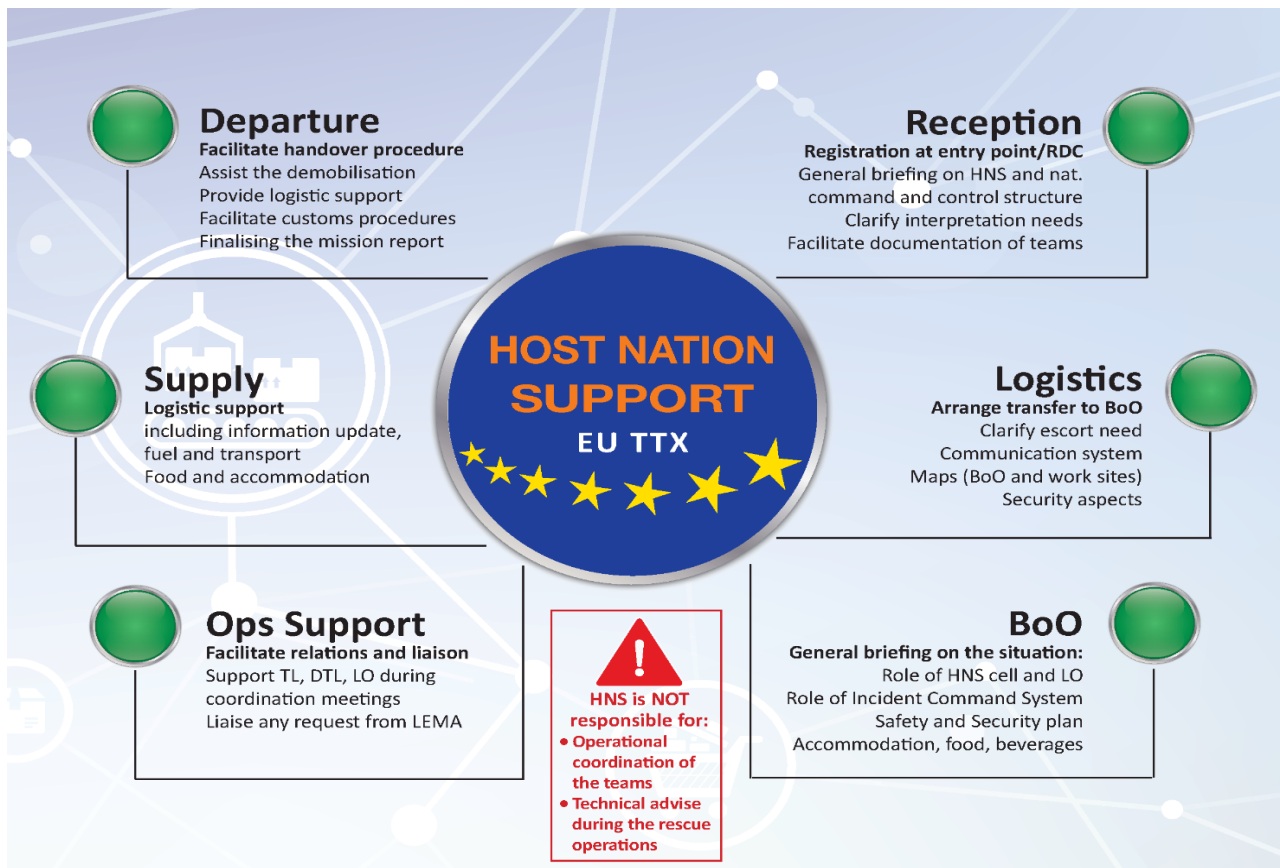 Departure
Facilitate handover procedure
Assist the demobilisation
Provide logistic support
Facilitate customs procedures
Finalising the mission report
Reception
Registration at entry point/RDC
General briefing on HNS and nat.
command and control structure
Clarify interpretation needs
Facilitate documentation of teams
HOST NATION
SUPPORT
EU TTX
Supply
Logistic support
including information update,
fuel and transport
Food and accommodation
Logistics
Arrange transfer to BoO
Clarify escort need
Communication system
Maps (BoO and work sites)
Security aspects
Ops Support
Facilitate relations and liaison
Support TL, DTL, LO during
coordination meetings
Liaise any request from LEMA
!
HNS is NOT
responsible for:
• Operational
coordination of
the teams
• Technical advise
during the rescue
operations
BoO
General briefing on the situation:
Role of HNS cell and LO
Role of Incident Command System
Safety and Security plan
Accommodation, food, beverages